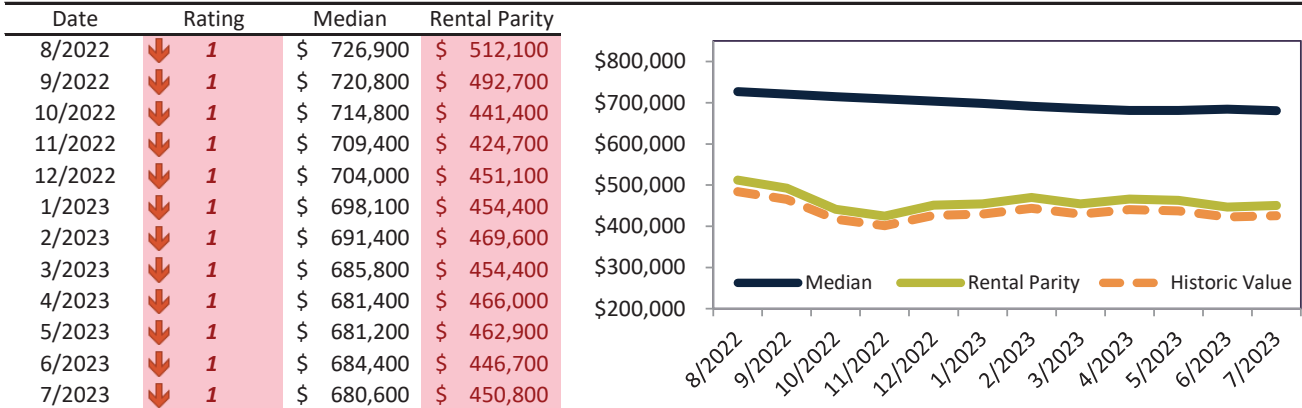 Date Rating Median Rental Parity
8/2022 1 $ 726,900 $ 512,100
9/2022 1 $ 720,800 $ 492,700
10/2022 1 $ 714,800 $ 441,400
11/2022 1 $ 709,400 $ 424,700
12/2022 1 $ 704,000 $ 451,100
1/2023 1 $ 698,100 $ 454,400
2/2023 1 $ 691,400 $ 469,600
3/2023 1 $ 685,800 $ 454,400
4/2023 1 $ 681,400 $ 466,000
5/2023 1 $ 681,200 $ 462,900
6/2023 1 $ 684,400 $ 446,700
7/2023 1 $ 680,600 $ 450,800
$800,000
$700,000
$600,000
$500,000
$400,000
$300,000
$200,000
Median Rental Parity Historic Value
8/2022 9/2022 10/2022 11/2022 12/2022 1/2023 2/2023 3/2023 4/2023 5/2023 6/2023 7/2023